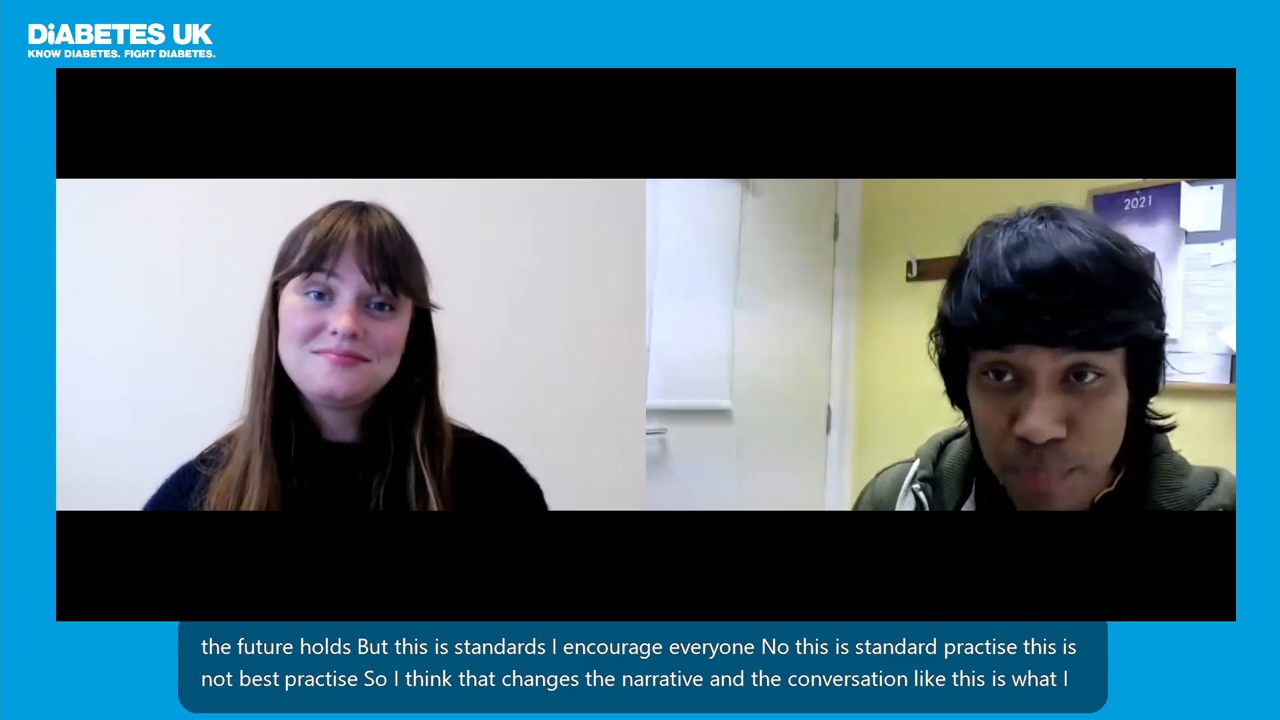 DiABETES UK
KNOW DIABETES. FIGHT DIABETES.
2021
the future holds But this is standards I encourage everyone No this is standard practise this is
not best practise So I think that changes the narrative and the conversation like this is what I